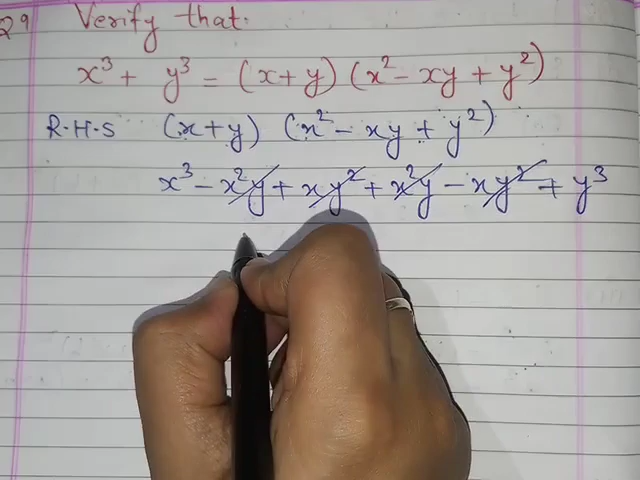 29 Verify that:
x³ + y³ = (x+y) (x² - xy + y²)
R.H.S (x+y) (x² - xy + y²)
x³ - x²y + xy² + x²y - xy² + y³